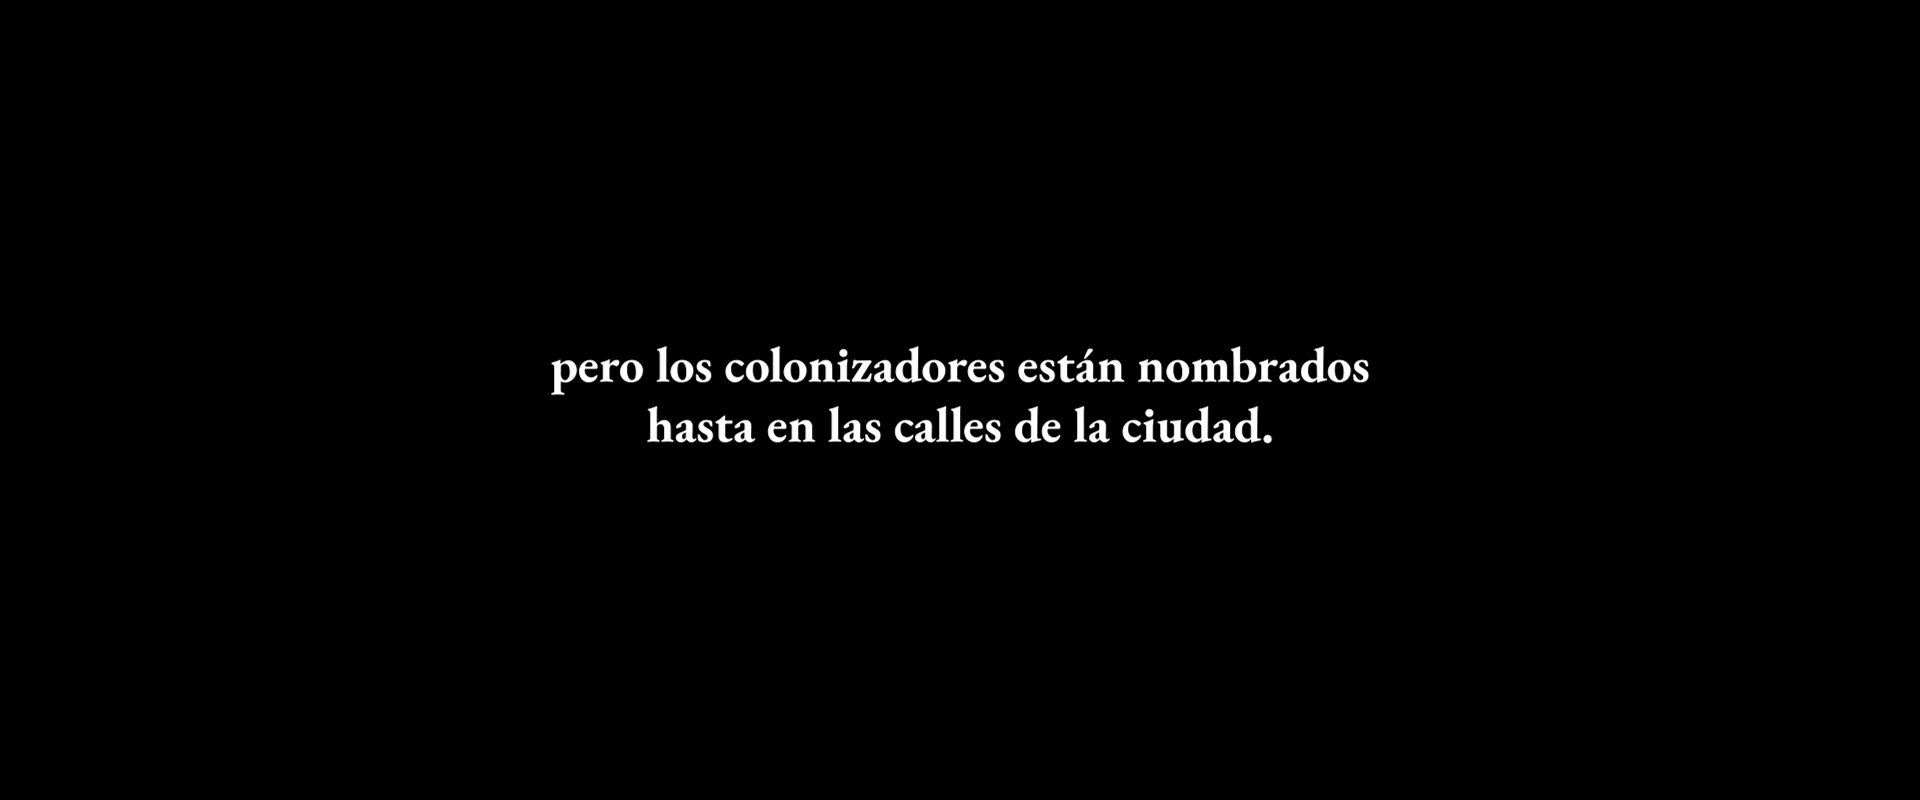 pero los colonizadores están nombrados
hasta en las calles de la ciudad.